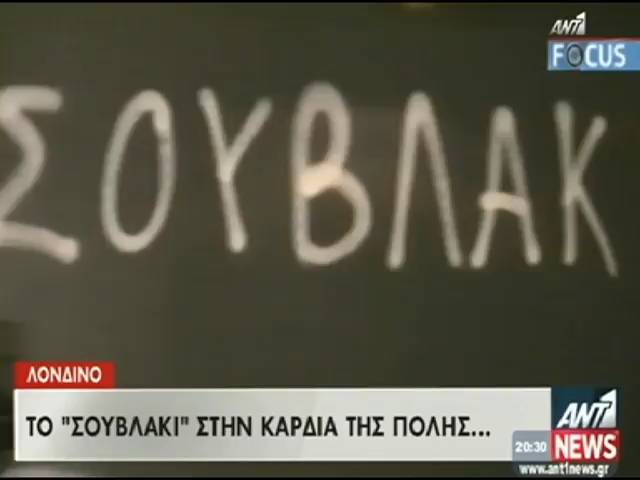 ANT1
FOCUS
ΣΟΥΒΛΑΚ
ΛΟΝΔΙΝΟ
ΤΟ "ΣΟΥΒΛΑΚΙ" ΣΤΗΝ ΚΑΡΔΙΑ ΤΗΣ ΠΟΛΗΣ...
ANT1
20:30 NEWS
www.ant1news.gr